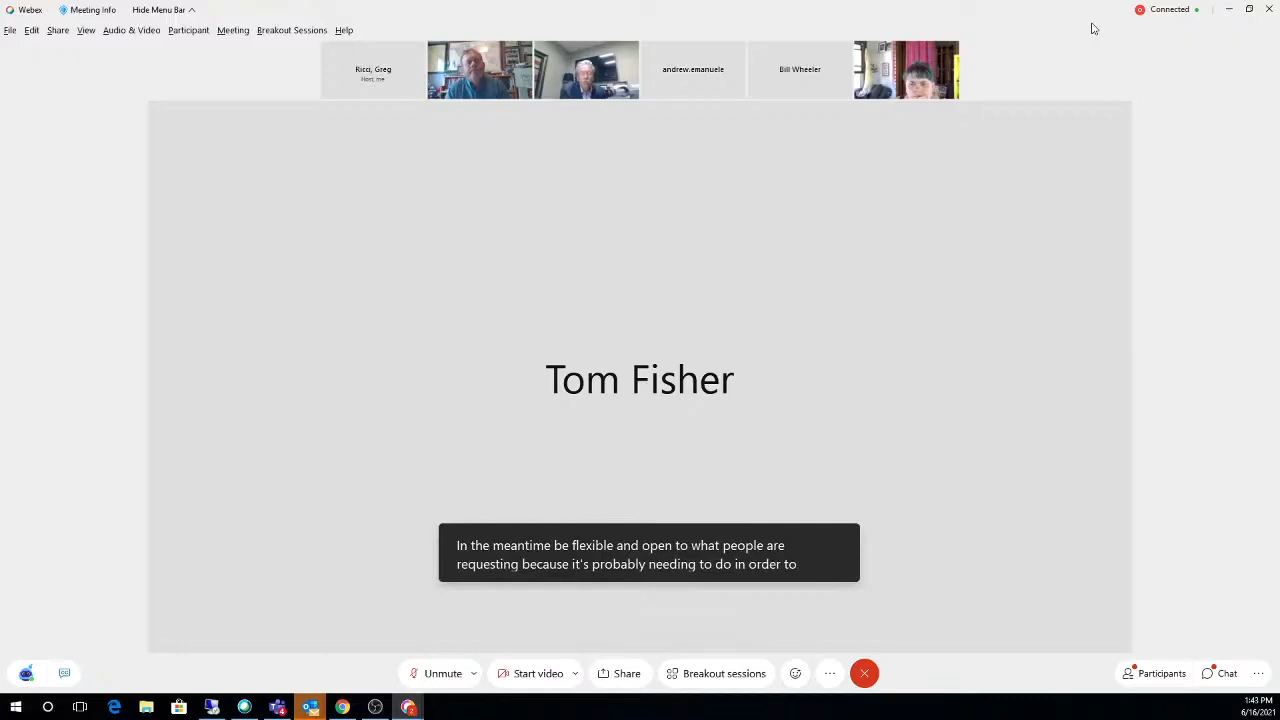 Webex Meeting Info Hide Menu Bar Connected
File Edit Share View Audio & Video Participant Meeting Breakout Sessions Help
Ricci, Greg
Host, me
andrew.emanuele
Bill Wheeler
Tom Fisher
In the meantime be flexible and open to what people are
requesting because it's probably needing to do in order to
Unmute Start video Share Breakout sessions Participants Chat
1:43 PM
6/16/2021